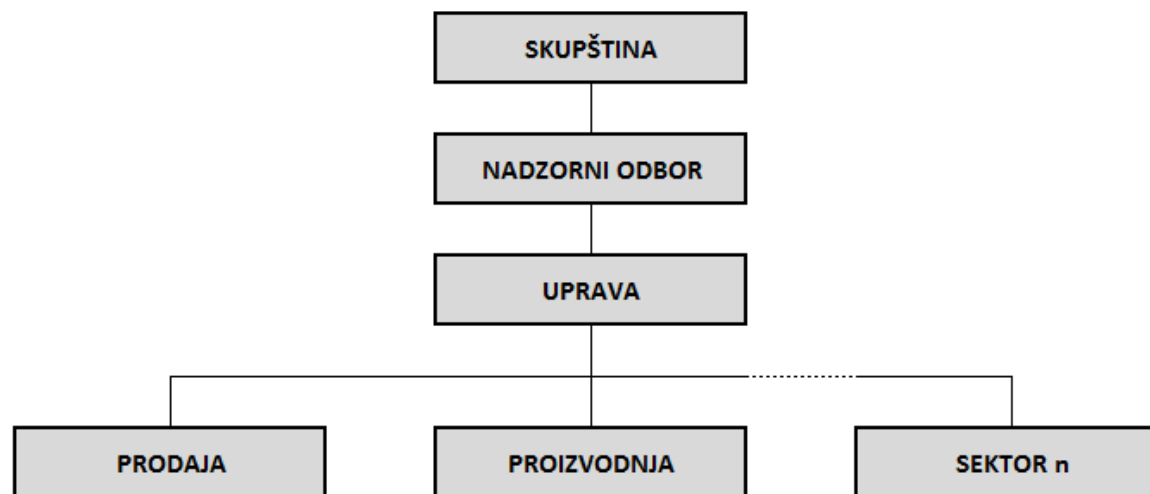 SKUPŠTINA
NADZORNI ODBOR
UPRAVA
PRODAJA
PROIZVODNJA
SEKTOR n